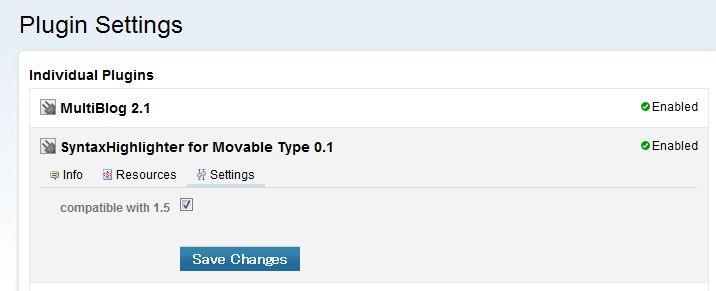 Plugin Settings
Individual Plugins
MultiBlog 2.1 Enabled
SyntaxHighlighter for Movable Type 0.1 Enabled
Info Resources Settings
compatible with 1.5
Save Changes